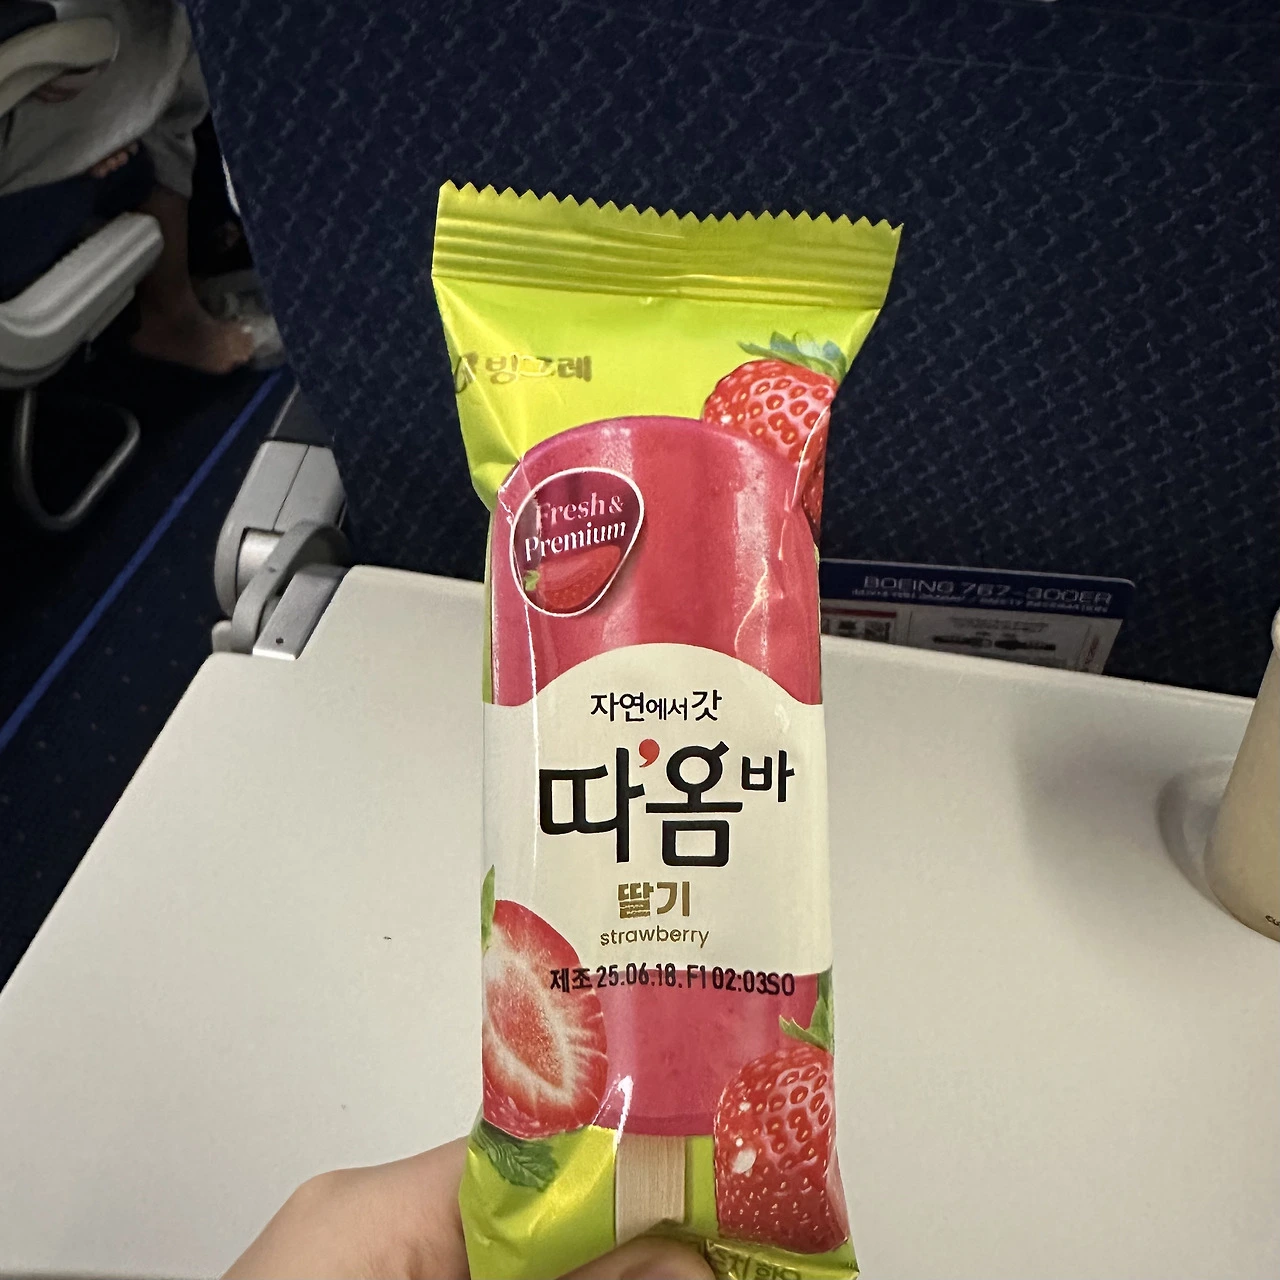 빙그레
Fresh &
Premium
자연에서 갓
따옴바
딸기
strawberry
제조 25.06.18. F1 02:03SO
BOEING 767-300ER